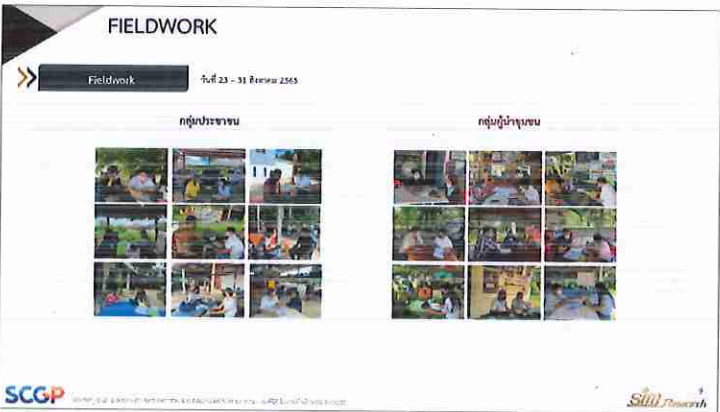 FIELDWORK
Fieldwork
วันที่ 23 - 31 สิงหาคม 2565
กลุ่มประชาชน
กลุ่มผู้นำชุมชน
SCGP
Research
9